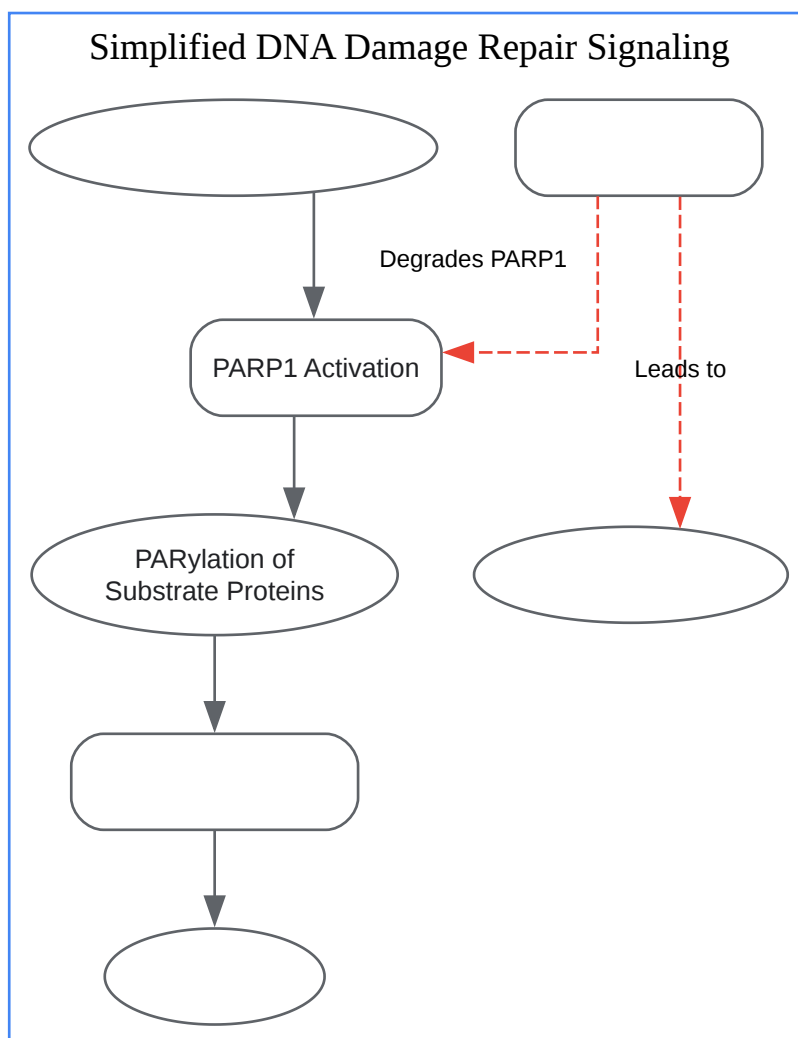 Simplified DNA Damage Repair Signaling
Degrades PARP1
PARP1 Activation
Leads to
PARylation of
Substrate Proteins